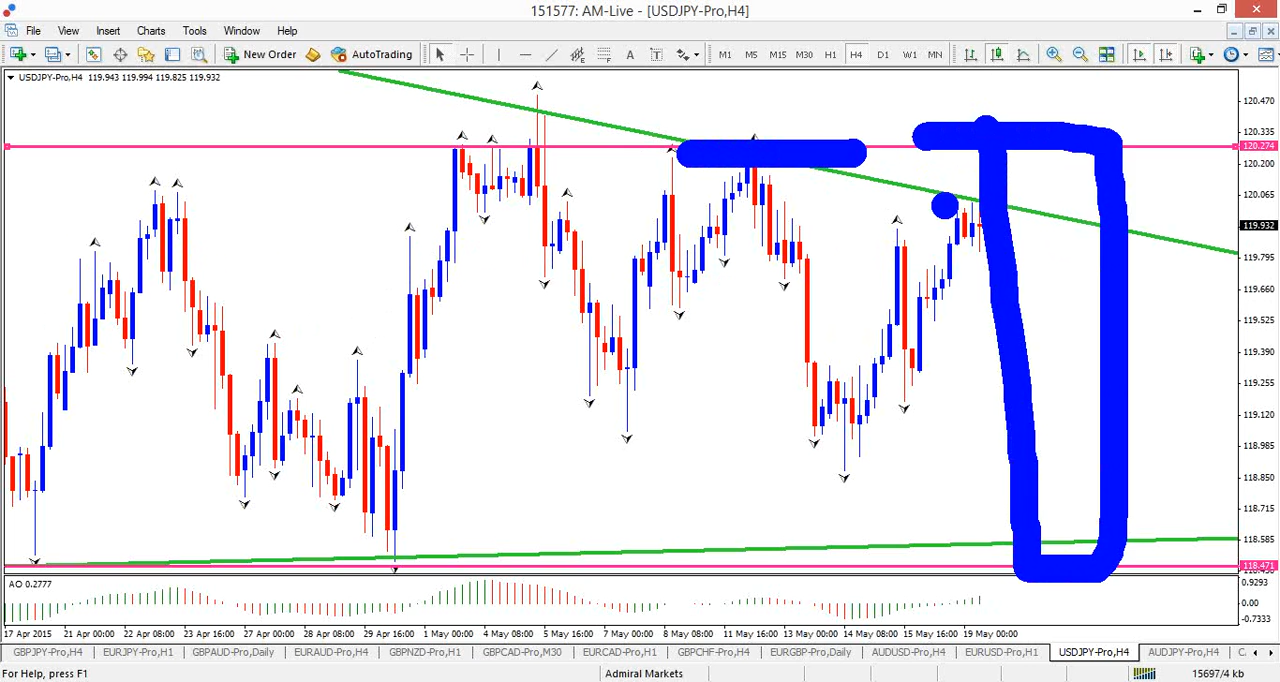 151577: AM-Live - [USDJPY-Pro,H4]
File View Insert Charts Tools Window Help
New Order AutoTrading A T M1 M5 M15 M30 H1 H4 D1 W1 MN
USDJPY-Pro,H4 119.943 119.994 119.825 119.932
120.470
120.335
120.274
120.200
120.065
119.932
119.795
119.660
119.525
119.390
119.255
119.120
118.985
118.850
118.715
118.585
118.471
AO 0.2777
0.9293
0.00
-0.7333
17 Apr 2015 21 Apr 00:00 22 Apr 08:00 23 Apr 16:00 27 Apr 00:00 28 Apr 08:00 29 Apr 16:00 1 May 00:00 4 May 08:00 5 May 16:00 7 May 00:00 8 May 08:00 11 May 16:00 13 May 00:00 14 May 08:00 15 May 16:00 19 May 00:00
GBPJPY-Pro,H4 EURJPY-Pro,H1 GBPAUD-Pro,Daily EURAUD-Pro,H4 GBPNZD-Pro,H1 GBPCAD-Pro,M30 EURCAD-Pro,H1 GBPCHF-Pro,H4 EURGBP-Pro,Daily AUDUSD-Pro,H4 EURUSD-Pro,H1 USDJPY-Pro,H4 AUDJPY-Pro,H4
For Help, press F1 Admiral Markets 15697/4 kb